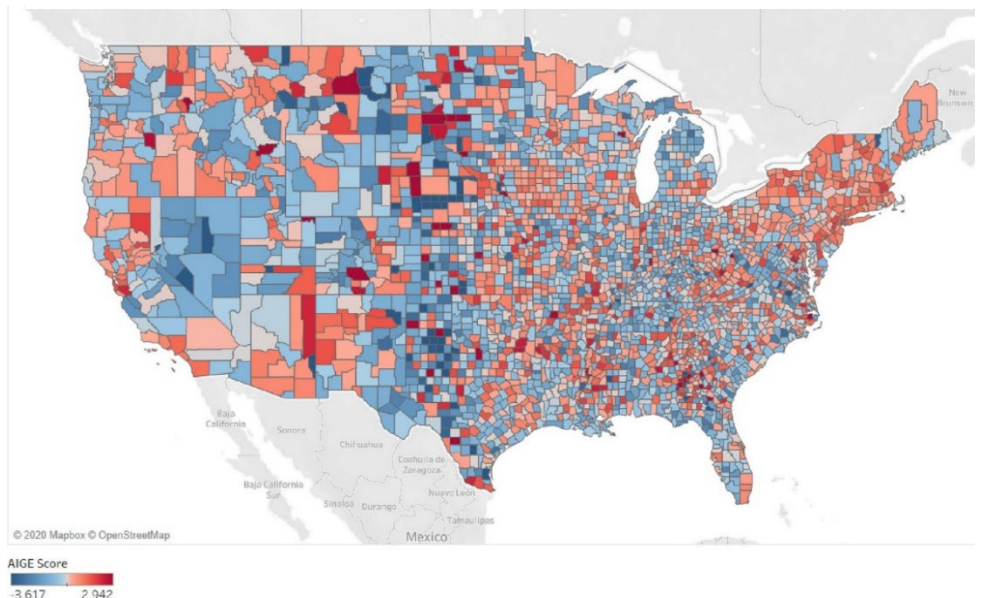 New
Brunswick
Baja
California
Sonora
Chihuahua
Coahuila de
Zaragoza
Baja California
Sur
Sinaloa
Durango
Nuevo León
Tamaulipas
Mexico
© 2020 Mapbox © OpenStreetMap
AIGE Score
-3.617 2.942